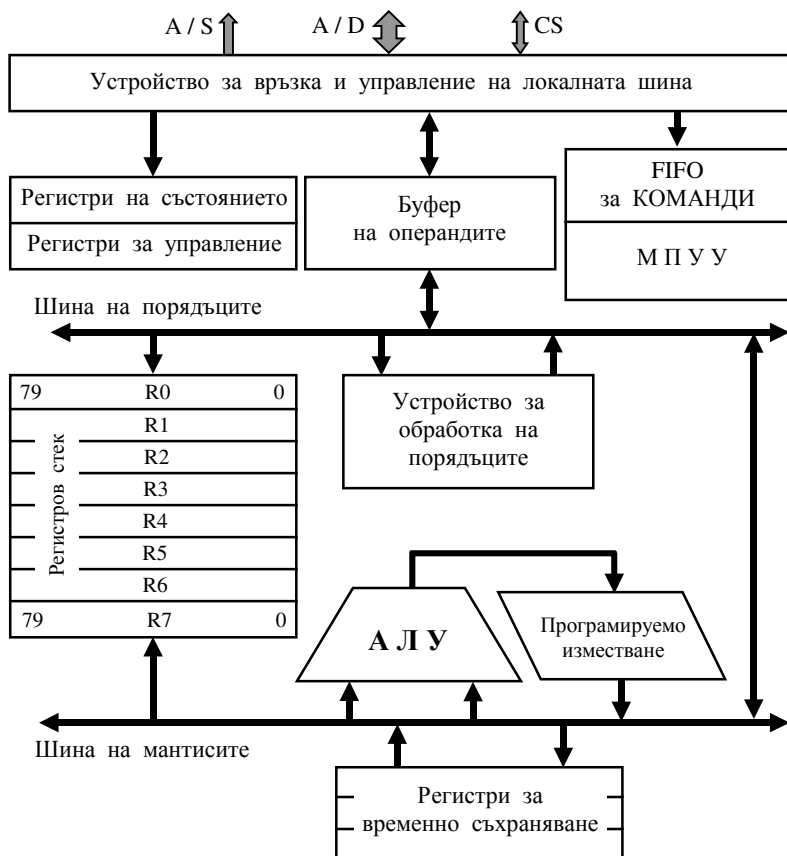 A / S
A / D
CS
Устройство за връзка и управление на локалната шина
Регистри на състоянието
Регистри за управление
Буфер
на операндите
FIFO
за КОМАНДИ
М П У У
Шина на порядъците
79 R0 0
R1
R2
R3
R4
R5
R6
79 R7 0
Регистров стек
Устройство за
обработка на
порядъците
А Л У
Програмируемо
изместване
Шина на мантисите
Регистри за
временно съхраняване